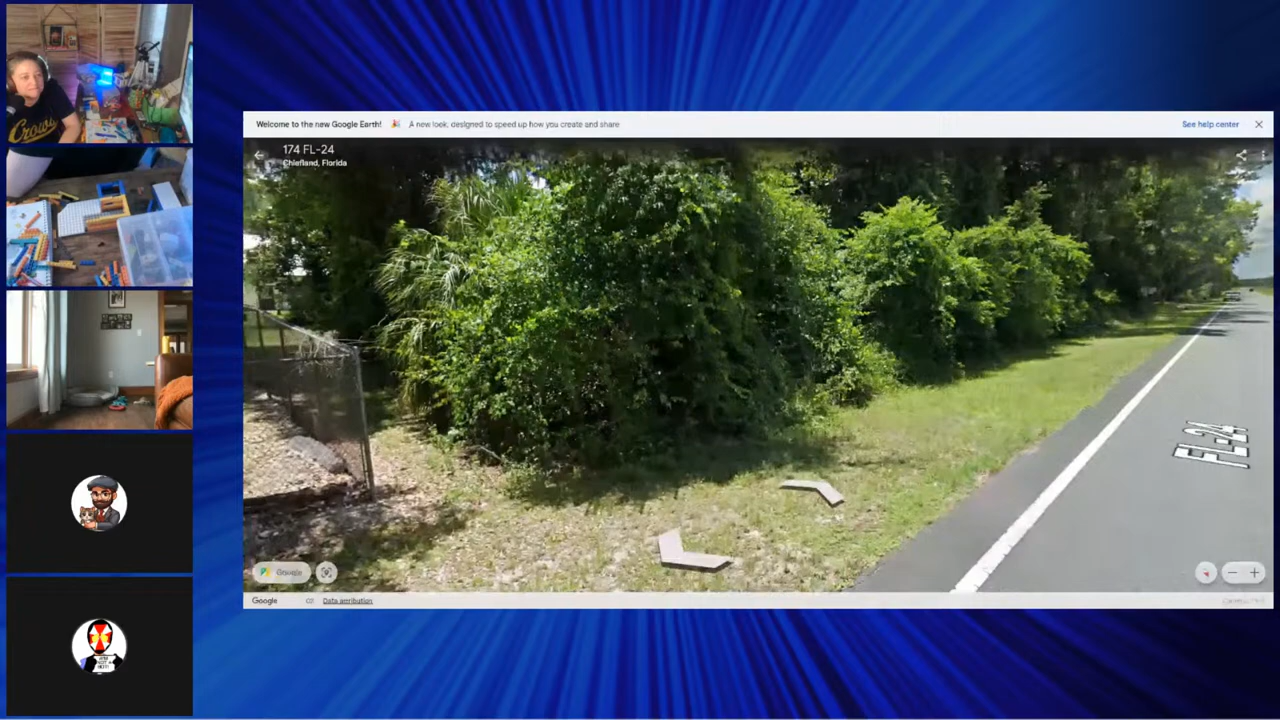 Crows
Welcome to the new Google Earth! A new look, designed to speed up how you create and share See help center
174 FL-24
Chiefland, Florida
FL-24
Google
Google Data attribution